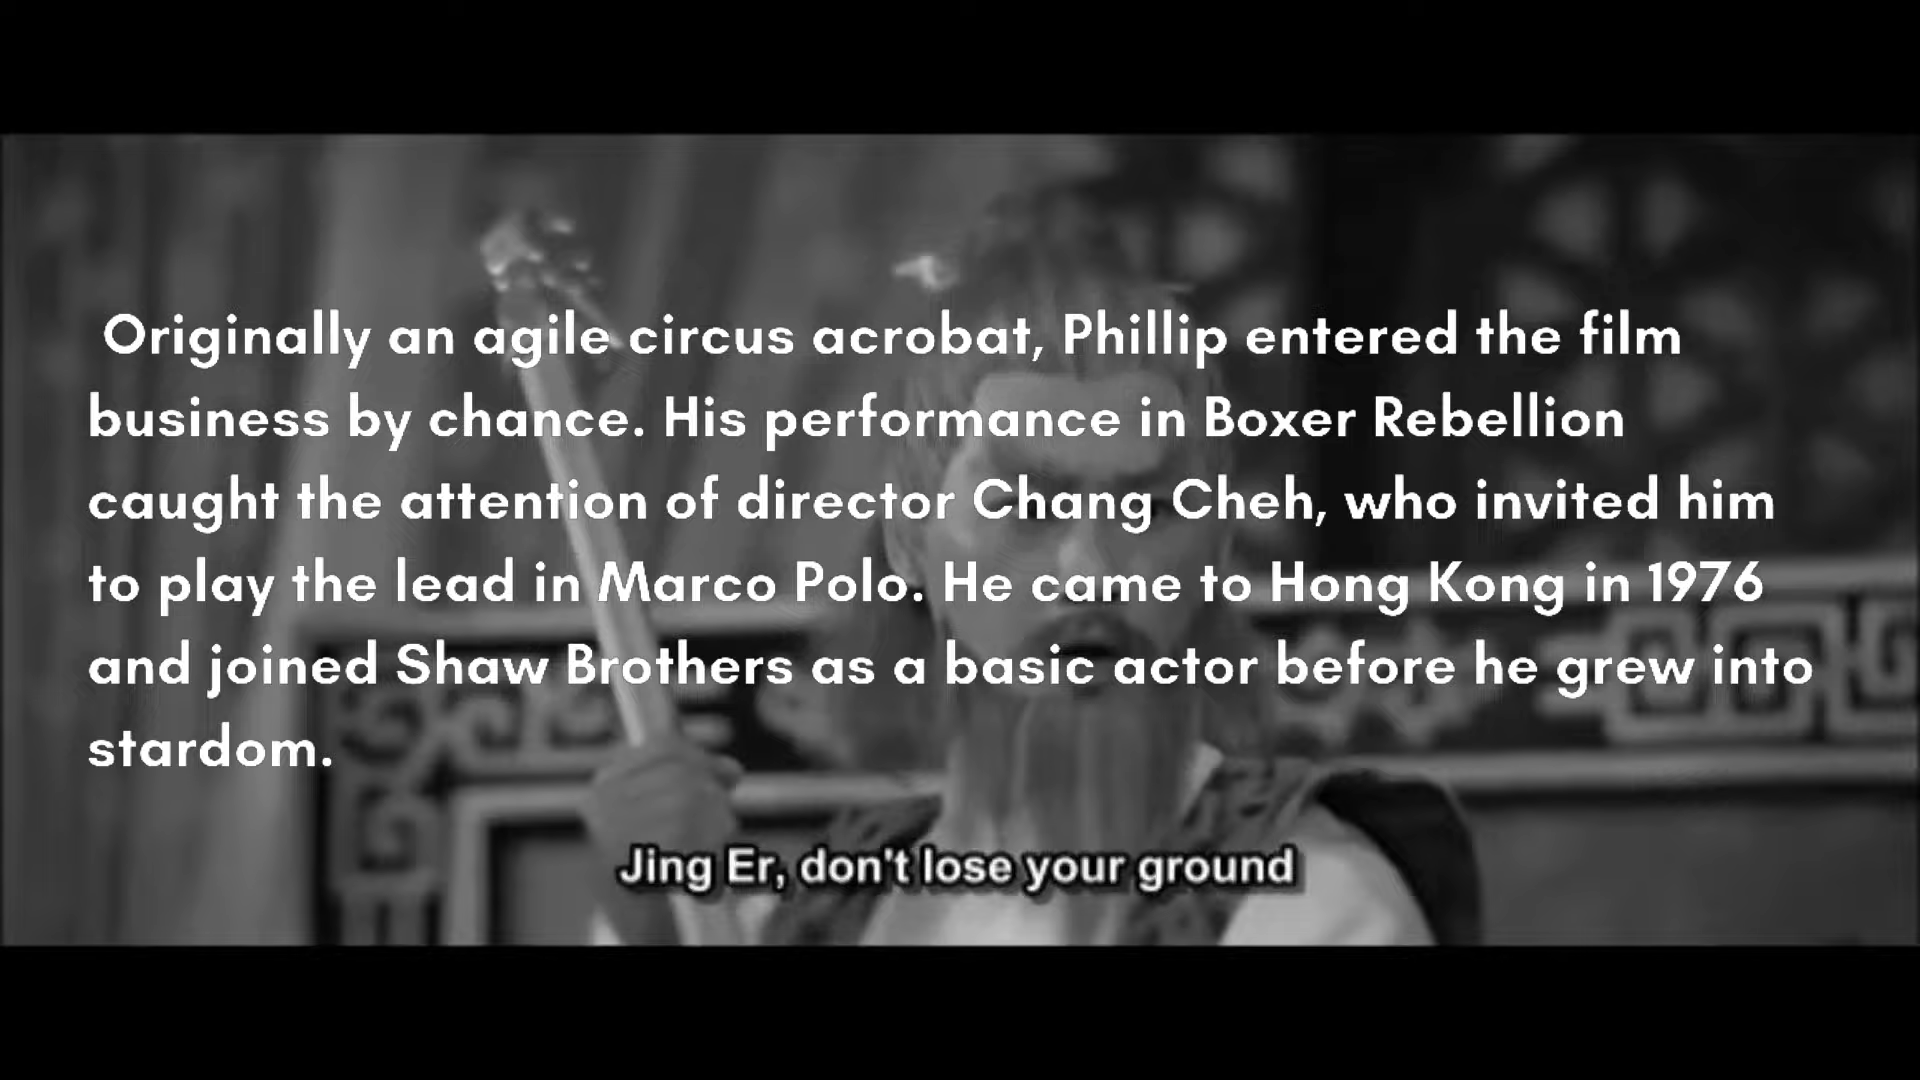 Originally an agile circus acrobat, Phillip entered the film
business by chance. His performance in Boxer Rebellion
caught the attention of director Chang Cheh, who invited him
to play the lead in Marco Polo. He came to Hong Kong in 1976
and joined Shaw Brothers as a basic actor before he grew into
stardom.
Jing Er, don't lose your ground